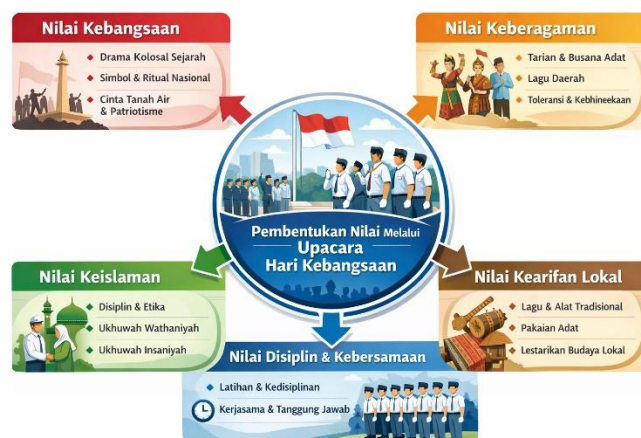 Nilai Kebangsaan
Drama Kolosal Sejarah
Simbol & Ritual Nasional
Cinta Tanah Air
& Patriotisme
Nilai Keberagaman
Tarian & Busana Adat
Lagu Daerah
Toleransi & Kebhineekaan
Pembentukan Nilai Melalui
Upacara
Hari Kebangsaan
Nilai Keislaman
Disiplin & Etika
Ukhuwah Wathaniyah
Ukhuwah Insaniyah
Nilai Kearifan Lokal
Lagu & Alat Tradisional
Pakaian Adat
Lestarikan Budaya Lokal
Nilai Disiplin & Kebersamaan
Latihan & Kedisiplinan
Kerjasama & Tanggung Jawab